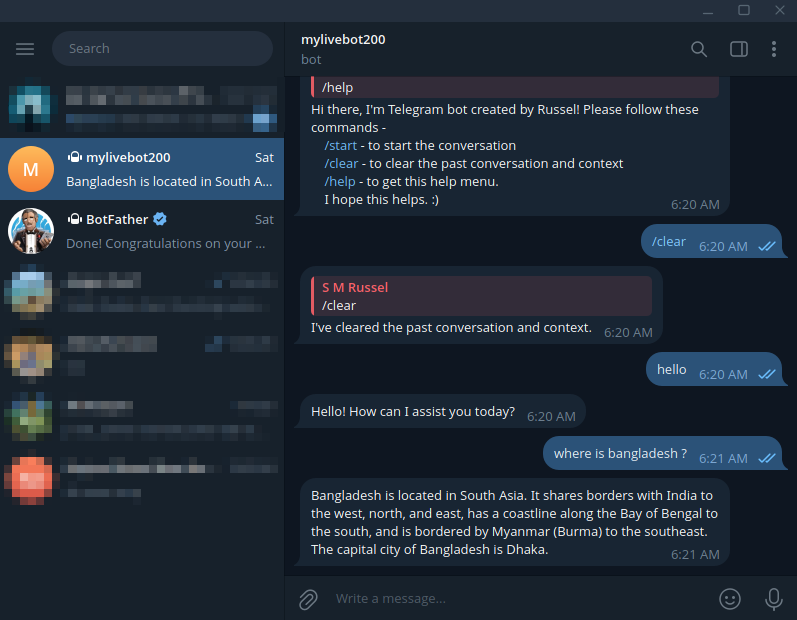 Search
mylivebot200
Sat
Bangladesh is located in South A...
BotFather
Sat
Done! Congratulations on your ...
M
mylivebot200
bot
/help
Hi there, I'm Telegram bot created by Russel! Please follow these
commands -
/start - to start the conversation
/clear - to clear the past conversation and context
/help - to get this help menu.
I hope this helps. :)
6:20 AM
/clear
6:20 AM
S M Russel
/clear
I've cleared the past conversation and context.
6:20 AM
hello
6:20 AM
Hello! How can I assist you today?
6:20 AM
where is bangladesh ?
6:21 AM
Bangladesh is located in South Asia. It shares borders with India to
the west, north, and east, has a coastline along the Bay of Bengal to
the south, and is bordered by Myanmar (Burma) to the southeast.
The capital city of Bangladesh is Dhaka.
6:21 AM
Write a message...